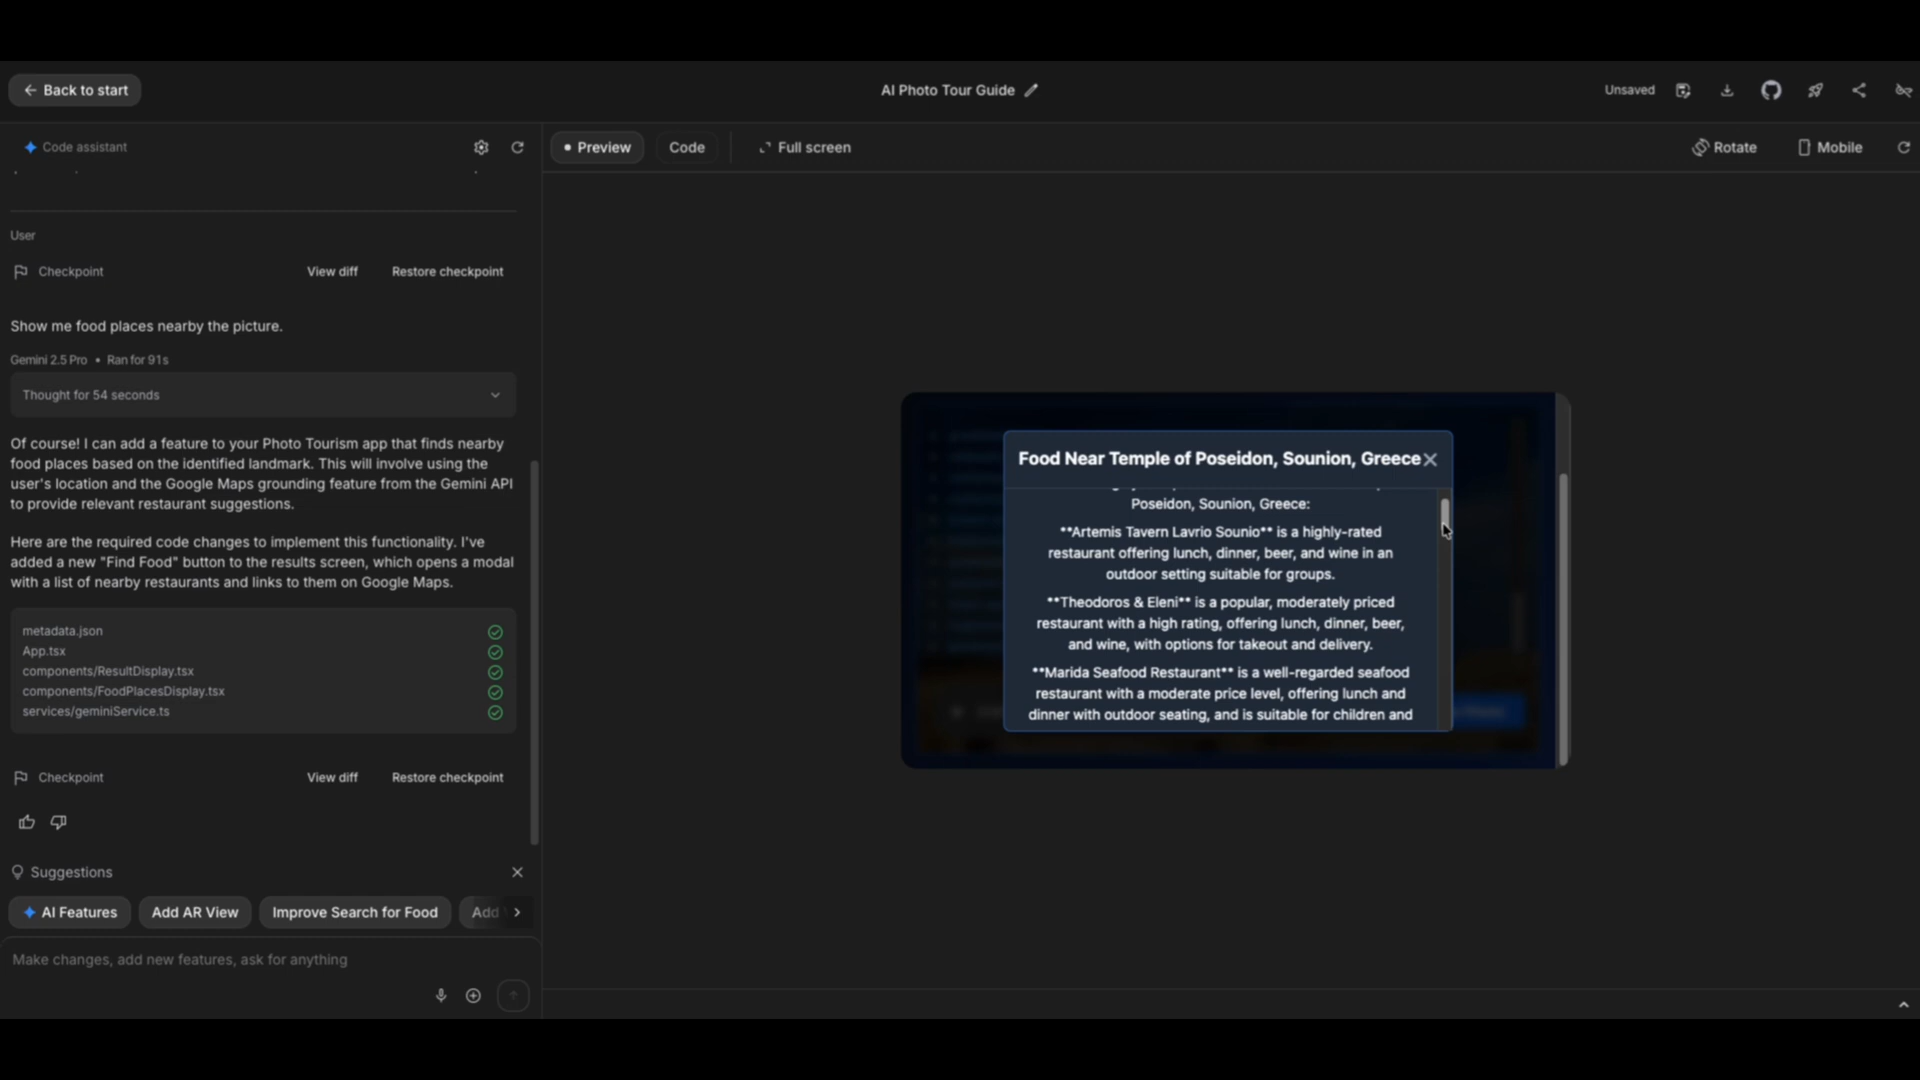 Back to start
AI Photo Tour Guide
Unsaved
Code assistant
Preview
Code
Full screen
Rotate
Mobile
User
Checkpoint
View diff
Restore checkpoint
Show me food places nearby the picture.
Gemini 2.5 Pro • Ran for 91s
Thought for 54 seconds
Of course! I can add a feature to your Photo Tourism app that finds nearby
food places based on the identified landmark. This will involve using the
user's location and the Google Maps grounding feature from the Gemini API
to provide relevant restaurant suggestions.
Here are the required code changes to implement this functionality. I've
added a new "Find Food" button to the results screen, which opens a modal
with a list of nearby restaurants and links to them on Google Maps.
metadata.json
App.tsx
components/ResultDisplay.tsx
components/FoodPlacesDisplay.tsx
services/geminiService.ts
Checkpoint
View diff
Restore checkpoint
Suggestions
AI Features
Add AR View
Improve Search for Food
Add
Make changes, add new features, ask for anything
Food Near Temple of Poseidon, Sounion, Greece
Poseidon, Sounion, Greece:
**Artemis Tavern Lavrio Sounio** is a highly-rated
restaurant offering lunch, dinner, beer, and wine in an
outdoor setting suitable for groups.
**Theodoros & Eleni** is a popular, moderately priced
restaurant with a high rating, offering lunch, dinner, beer,
and wine, with options for takeout and delivery.
**Marida Seafood Restaurant** is a well-regarded seafood
restaurant with a moderate price level, offering lunch and
dinner with outdoor seating, and is suitable for children and